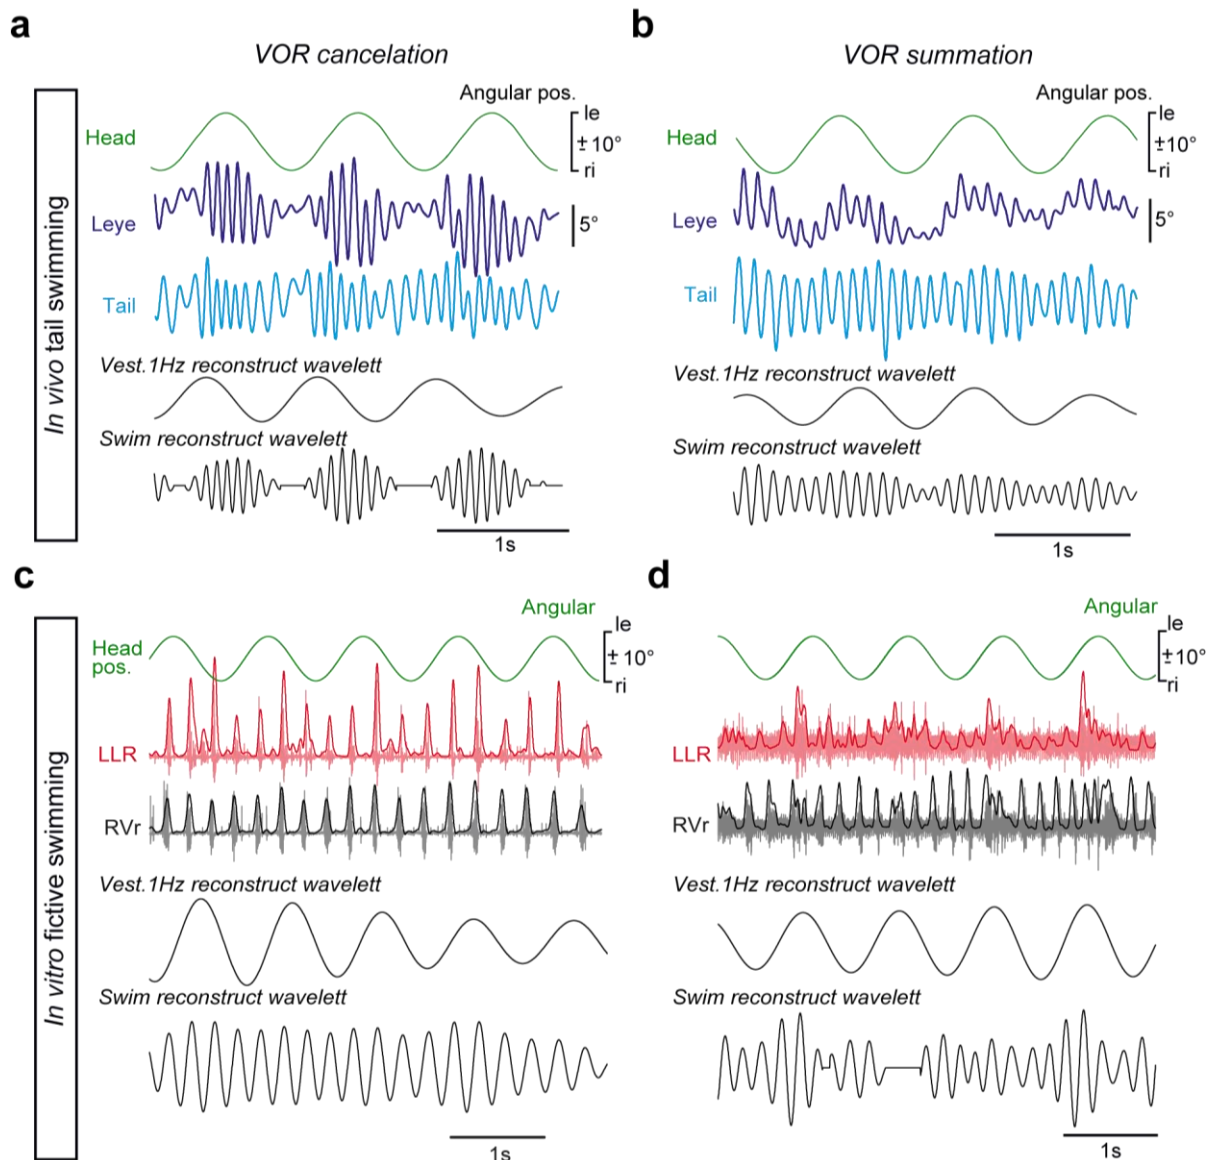 a
VOR cancelation
Angular pos.
Head
le
± 10°
ri
Leye
5°
Tail
Vest.1Hz reconstruct wavelett
Swim reconstruct wavelett
1s
In vivo tail swimming
b
VOR summation
Angular pos.
Head
le
± 10°
ri
Leye
5°
Tail
Vest.1Hz reconstruct wavelett
Swim reconstruct wavelett
1s
c
Angular
Head
pos.
le
± 10°
ri
LLR
RVr
Vest.1Hz reconstruct wavelett
Swim reconstruct wavelett
1s
In vitro fictive swimming
d
Angular
le
± 10°
ri
LLR
RVr
Vest.1Hz reconstruct wavelett
Swim reconstruct wavelett
1s